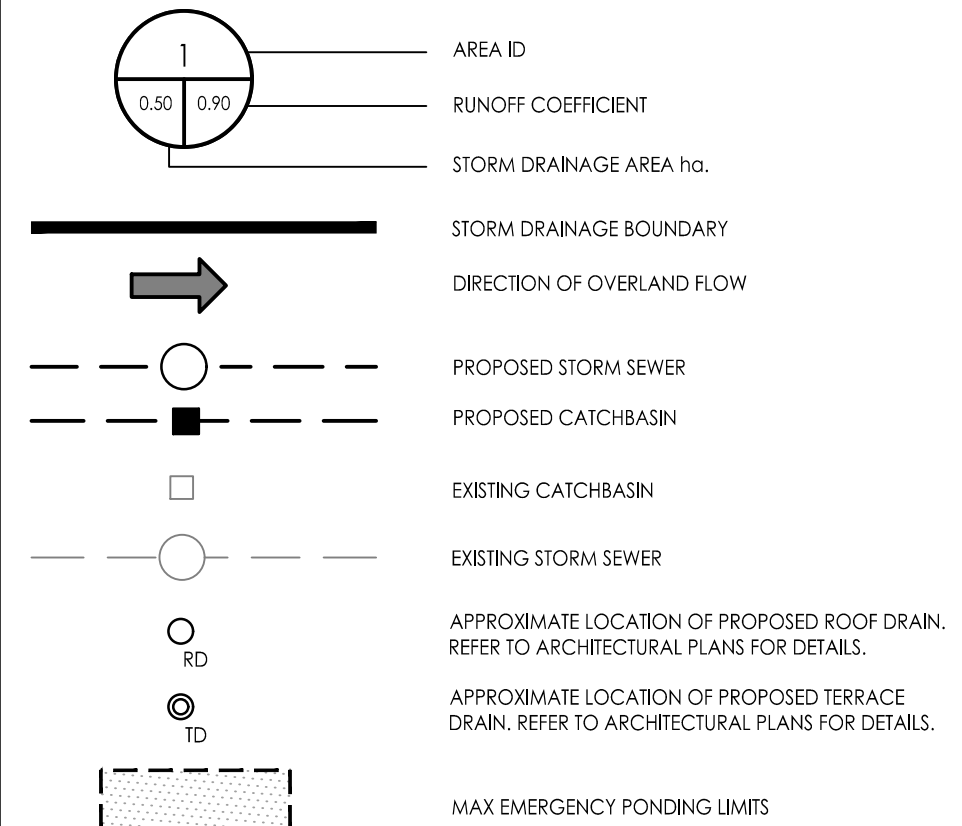 1
AREA ID
0.50 0.90
RUNOFF COEFFICIENT
STORM DRAINAGE AREA ha.
STORM DRAINAGE BOUNDARY
DIRECTION OF OVERLAND FLOW
PROPOSED STORM SEWER
PROPOSED CATCHBASIN
EXISTING CATCHBASIN
EXISTING STORM SEWER
RD
APPROXIMATE LOCATION OF PROPOSED ROOF DRAIN.
REFER TO ARCHITECTURAL PLANS FOR DETAILS.
TD
APPROXIMATE LOCATION OF PROPOSED TERRACE
DRAIN. REFER TO ARCHITECTURAL PLANS FOR DETAILS.
MAX EMERGENCY PONDING LIMITS